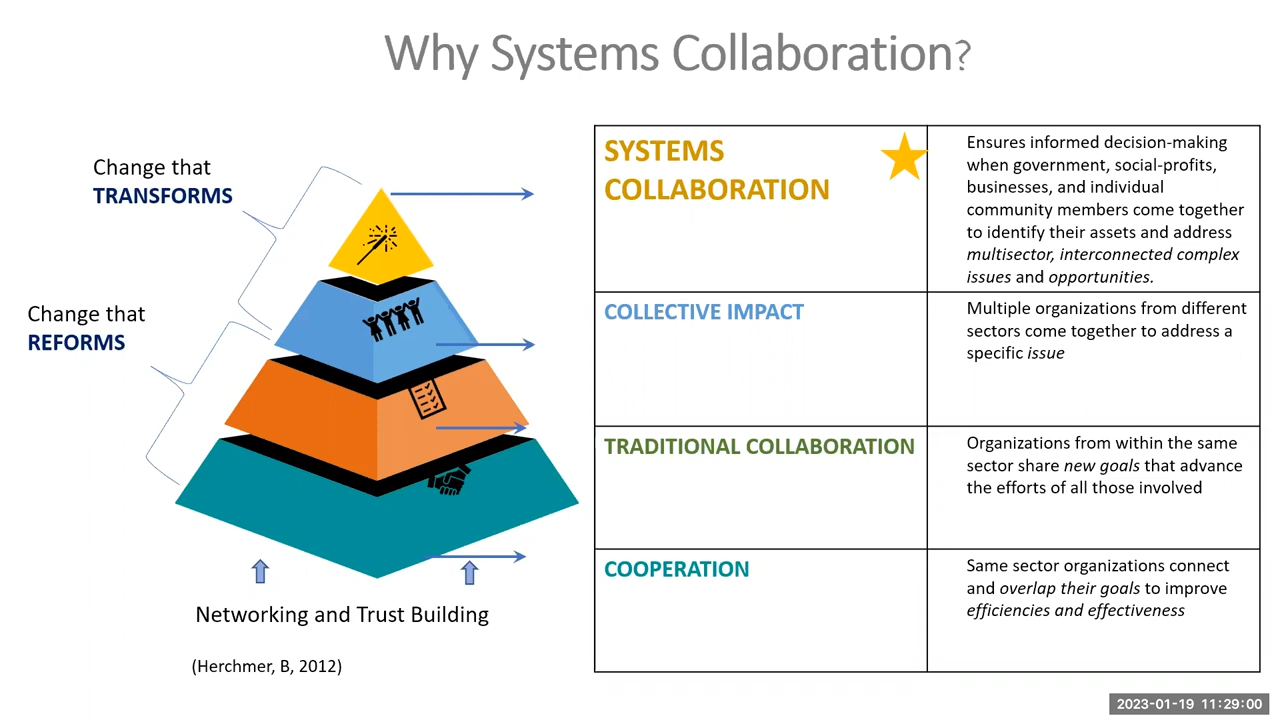 Why Systems Collaboration?
Change that
TRANSFORMS
Change that
REFORMS
Networking and Trust Building
(Herchmer, B, 2012)
SYSTEMS
COLLABORATION
Ensures informed decision-making
when government, social-profits,
businesses, and individual
community members come together
to identify their assets and address
multisector, interconnected complex
issues and opportunities.
COLLECTIVE IMPACT
Multiple organizations from different
sectors come together to address a
specific issue
TRADITIONAL COLLABORATION
Organizations from within the same
sector share new goals that advance
the efforts of all those involved
COOPERATION
Same sector organizations connect
and overlap their goals to improve
efficiencies and effectiveness
2023-01-19 11:29:00